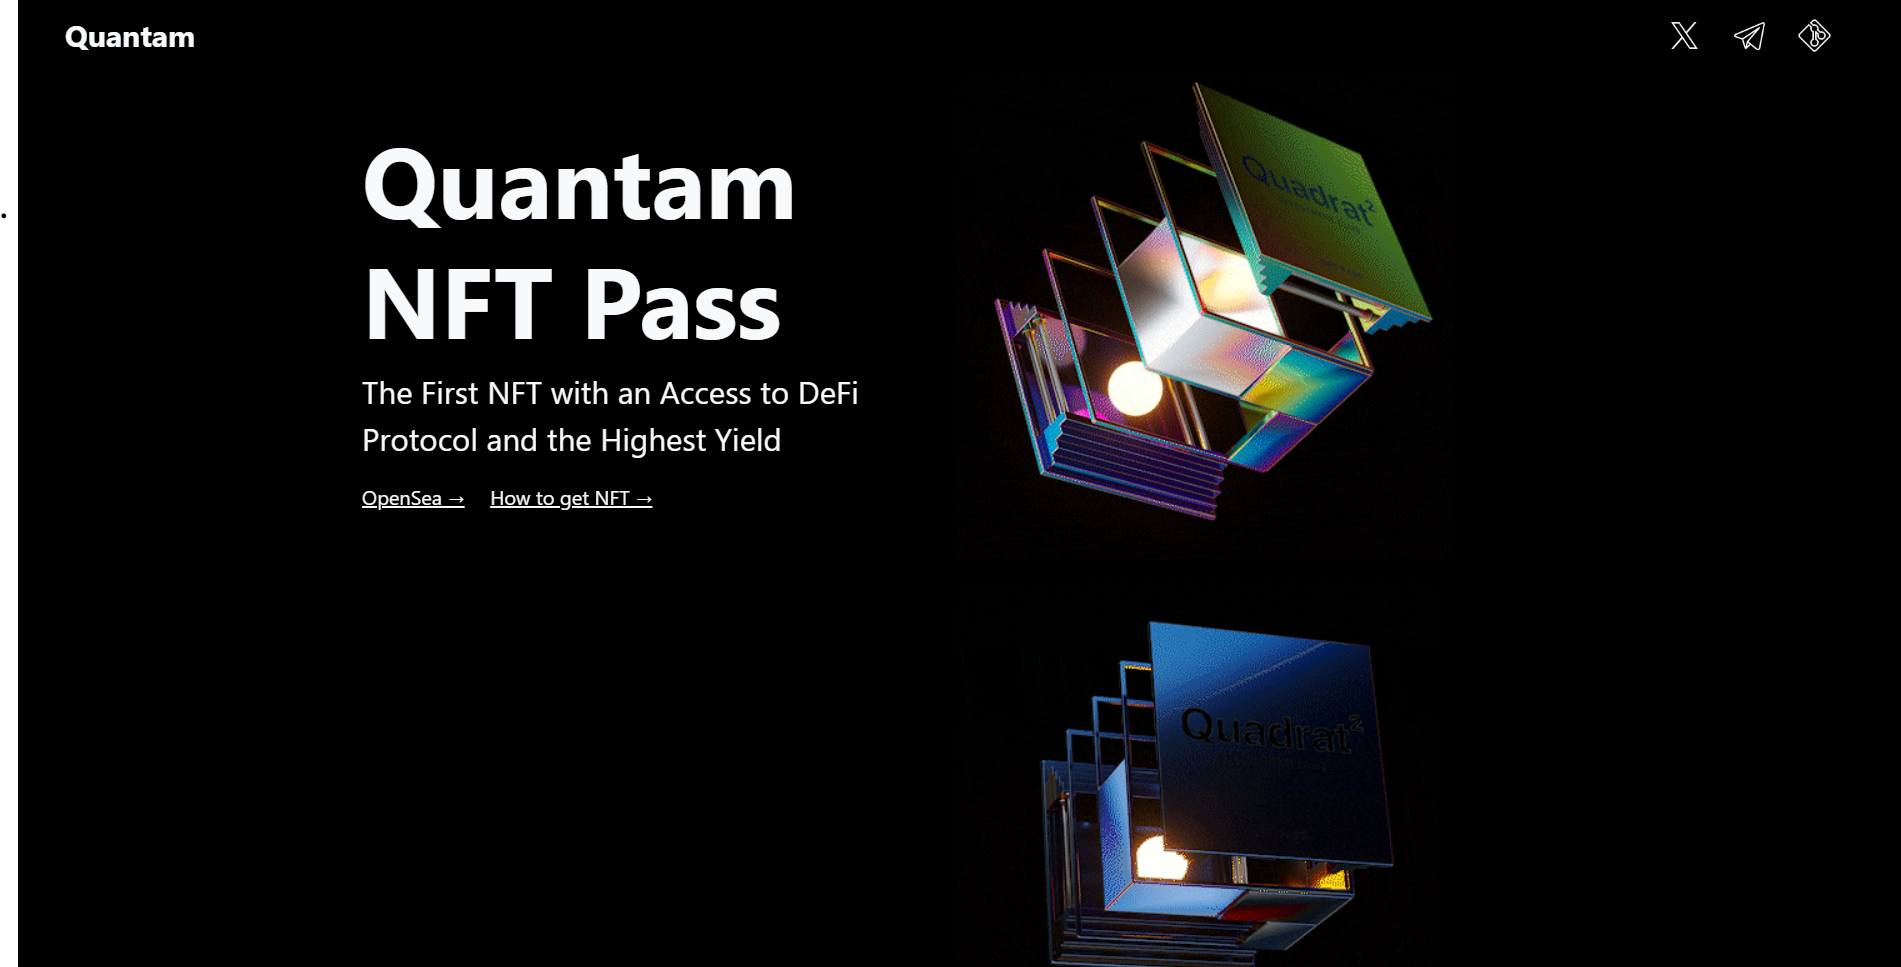 Quantam
Quantam
NFT Pass
The First NFT with an Access to DeFi
Protocol and the Highest Yield
OpenSea → How to get NFT →
Quadrat²
Quadrat²